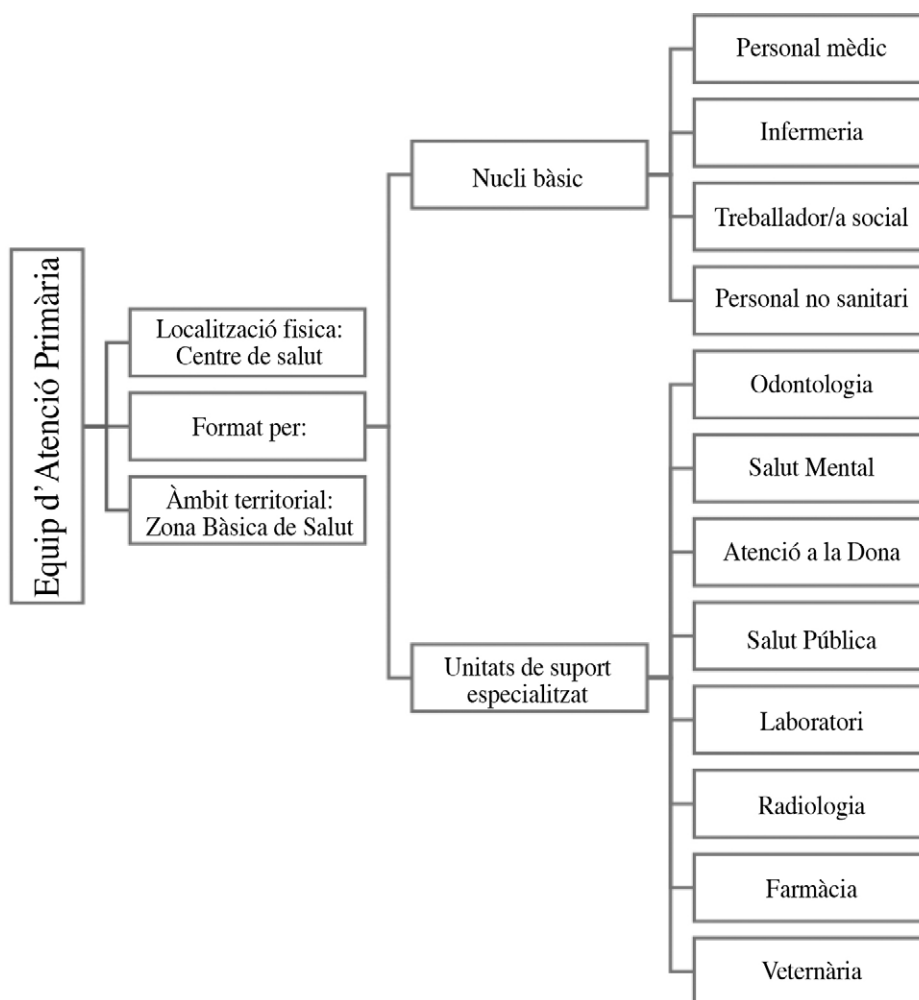 Equip d'Atenció Primària
Localització fisica:
Centre de salut
Format per:
Àmbit territorial:
Zona Bàsica de Salut
Nucli bàsic
Personal mèdic
Infermeria
Treballador/a social
Personal no sanitari
Unitats de suport
especialitzat
Odontologia
Salut Mental
Atenció a la Dona
Salut Pública
Laboratori
Radiologia
Farmàcia
Veternària